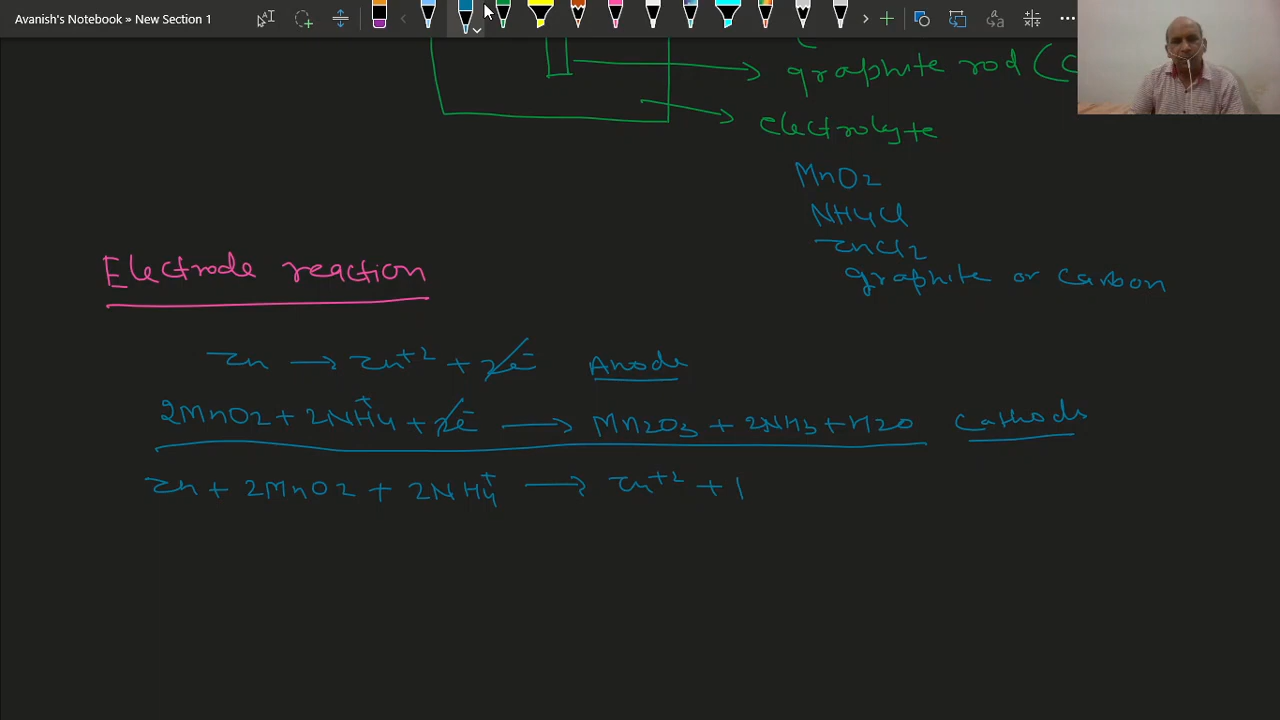 Avanish's Notebook » New Section 1
graphite rod (C
electrolyte
MnO2
NH4Cl
ZnCl2
graphite or carbon
Electrode reaction
Zn → Zn+2 + 2e- Anode
2MnO2 + 2NH4+ + 2e- → Mn2O3 + 2NH3 + H2O Cathods
Zn + 2MnO2 + 2NH4+ → Zn+2 + 1